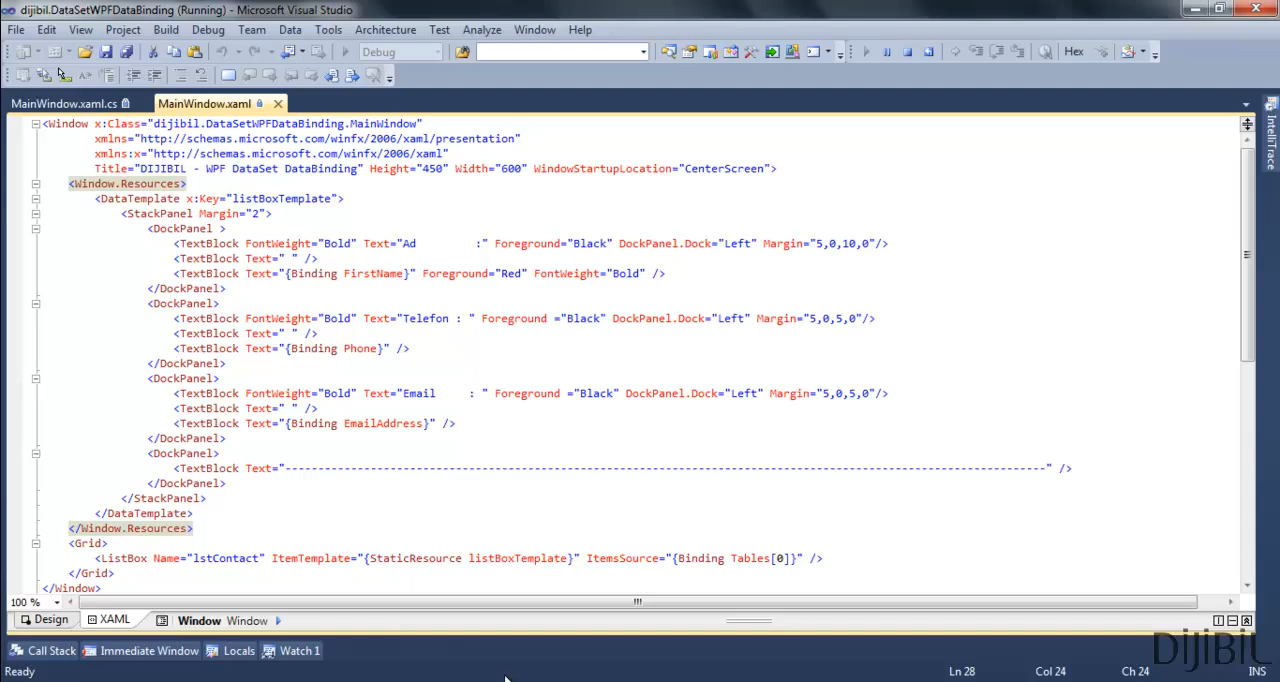 dijibil.DataSetWPFDataBinding (Running) - Microsoft Visual Studio
File Edit View Project Build Debug Team Data Tools Architecture Test Analyze Window Help
Debug
Hex
MainWindow.xaml.cs MainWindow.xaml
<Window x:Class="dijibil.DataSetWPFDataBinding.MainWindow"
xmlns="http://schemas.microsoft.com/winfx/2006/xaml/presentation"
xmlns:x="http://schemas.microsoft.com/winfx/2006/xaml"
Title="DIJIBIL - WPF DataSet DataBinding" Height="450" Width="600" WindowStartupLocation="CenterScreen">
<Window.Resources>
<DataTemplate x:Key="listBoxTemplate">
<StackPanel Margin="2">
<DockPanel >
<TextBlock FontWeight="Bold" Text="Ad         :" Foreground="Black" DockPanel.Dock="Left" Margin="5,0,10,0"/>
<TextBlock Text=" " />
<TextBlock Text="{Binding FirstName}" Foreground="Red" FontWeight="Bold" />
</DockPanel>
<DockPanel>
<TextBlock FontWeight="Bold" Text="Telefon : " Foreground ="Black" DockPanel.Dock="Left" Margin="5,0,5,0"/>
<TextBlock Text=" " />
<TextBlock Text="{Binding Phone}" />
</DockPanel>
<DockPanel>
<TextBlock FontWeight="Bold" Text="Email     : " Foreground ="Black" DockPanel.Dock="Left" Margin="5,0,5,0"/>
<TextBlock Text=" " />
<TextBlock Text="{Binding EmailAddress}" />
</DockPanel>
<DockPanel>
<TextBlock Text="--------------------------------------------------------------------------------------------------------------------" />
</DockPanel>
</StackPanel>
</DataTemplate>
</Window.Resources>
<Grid>
<ListBox Name="lstContact" ItemTemplate="{StaticResource listBoxTemplate}" ItemsSource="{Binding Tables[0]}" />
</Grid>
</Window>
IntelliTrace
100 %
Design XAML Window Window
Call Stack Immediate Window Locals Watch 1
DIJIBIL
Ready Ln 28 Col 24 Ch 24 INS